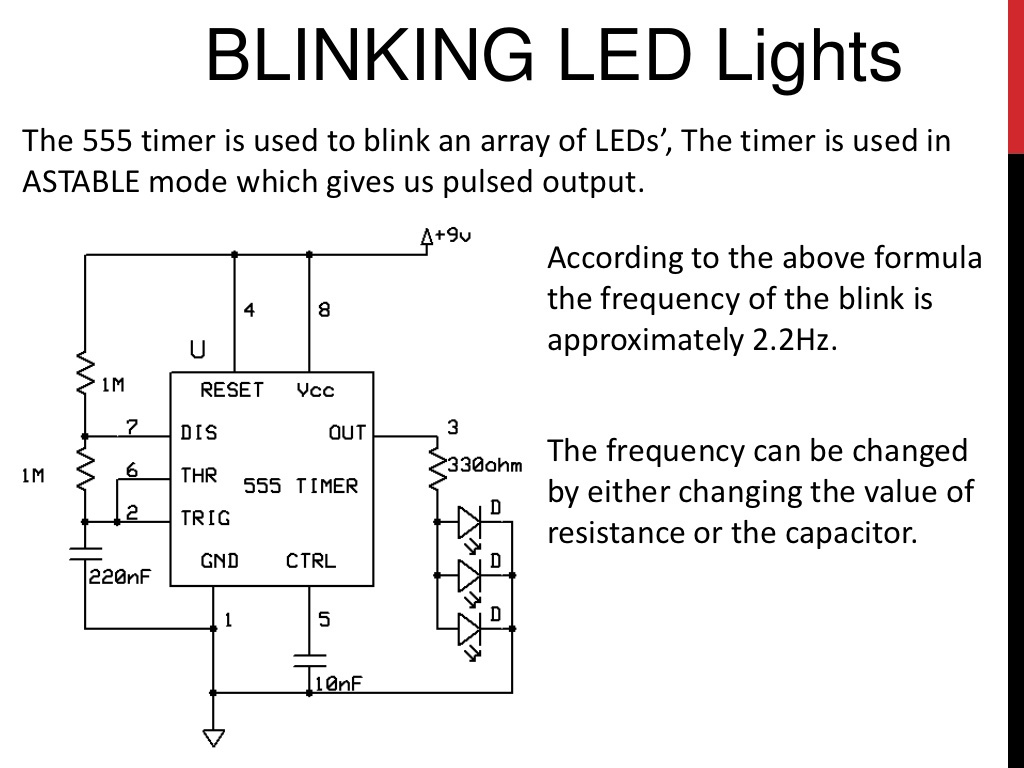 BLINKING LED Lights
The 555 timer is used to blink an array of LEDs’, The timer is used in
ASTABLE mode which gives us pulsed output.
+9v
4
8
U
1M
RESET
Vcc
7
DIS
OUT
3
1M
6
THR
555 TIMER
330ohm
2
TRIG
D
GND
CTRL
D
220nF
1
5
D
10nF
According to the above formula
the frequency of the blink is
approximately 2.2Hz.
The frequency can be changed
by either changing the value of
resistance or the capacitor.